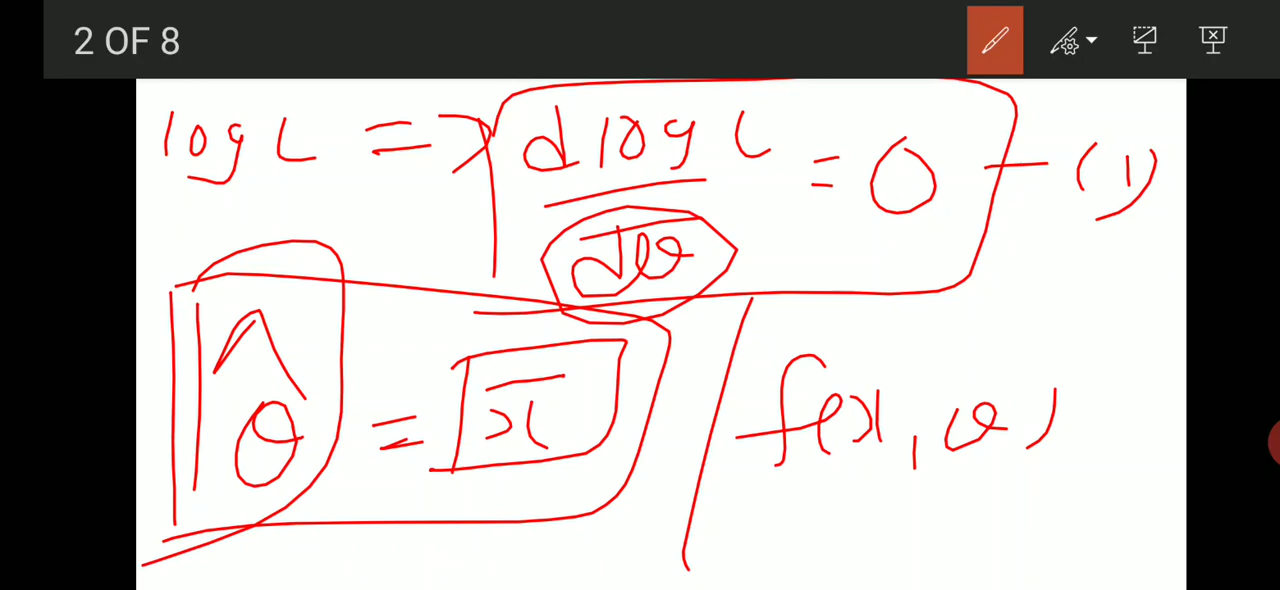 2 OF 8
log L => d log L / dθ = 0 — (1)
θ̂ = x̄ / f(x, θ)